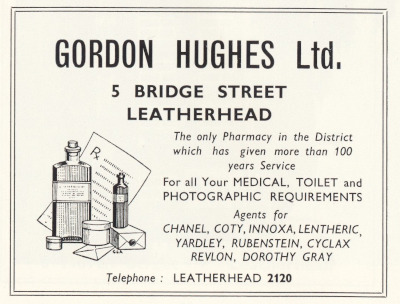 GORDON HUGHES Ltd.
5 BRIDGE STREET
LEATHERHEAD
The only Pharmacy in the District
which has given more than 100
years Service
For all Your MEDICAL, TOILET and
PHOTOGRAPHIC REQUIREMENTS
Agents for
CHANEL, COTY, INNOXA, LENTHERIC,
YARDLEY, RUBENSTEIN, CYCLAX
REVLON, DOROTHY GRAY
Telephone : LEATHERHEAD 2120